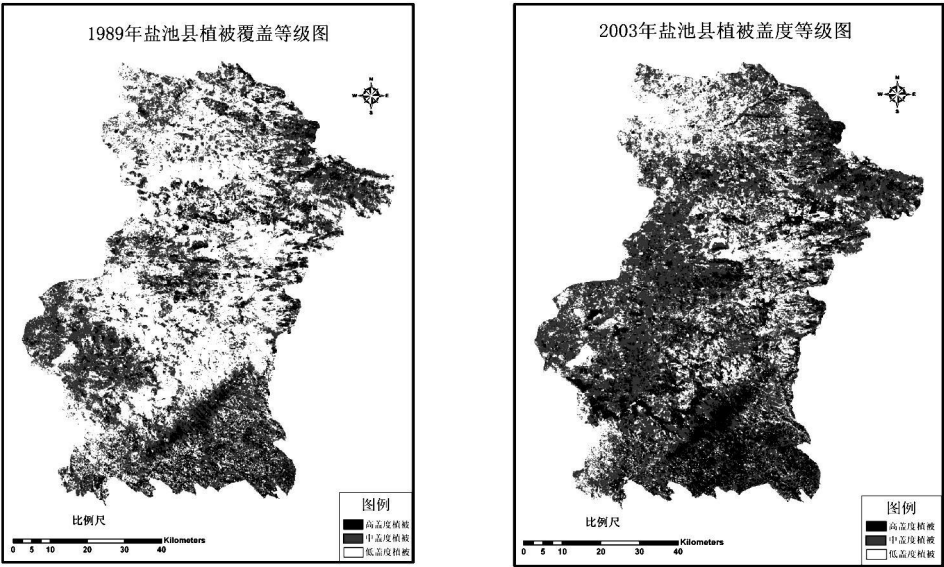 1989年盐池县植被覆盖等级图
N
W E
S
图例
高盖度植被
中盖度植被
低盖度植被
比例尺
Kilometers
0 5 10 20 30 40
2003年盐池县植被盖度等级图
N
W E
S
图例
高盖度植被
中盖度植被
低盖度植被
比例尺
Kilometers
0 5 10 20 30 40